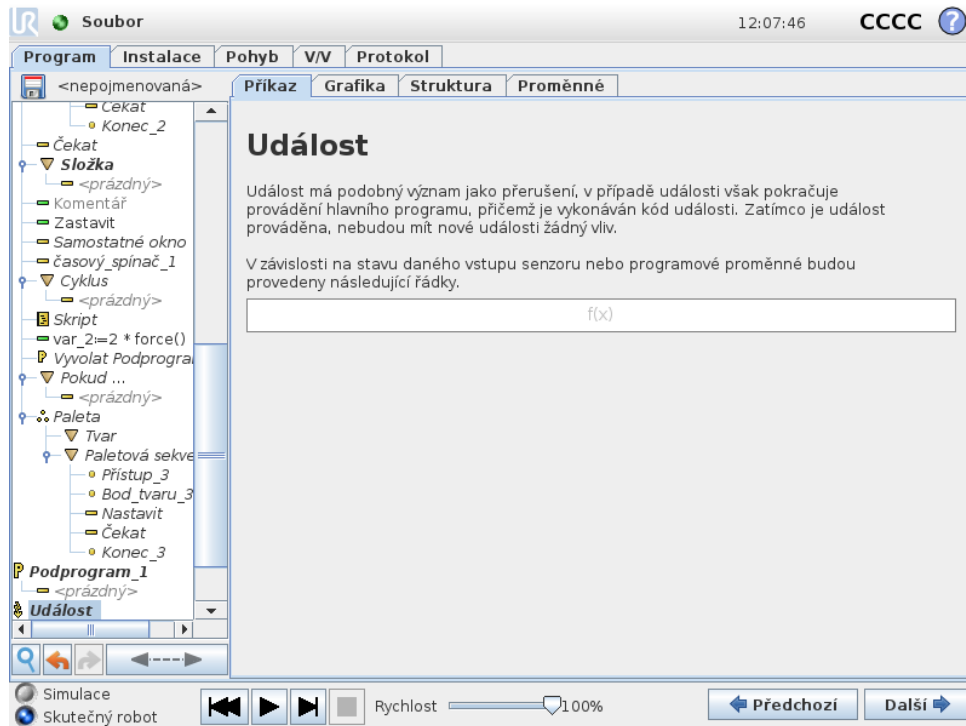 UR Soubor 12:07:46 CCCC ?
Program Instalace Pohyb V/V Protokol
<nepojmenovaná> Příkaz Grafika Struktura Proměnné
Čekat
Konec_2
Čekat
Složka
<prázdný>
Komentář
Zastavit
Samostatné okno
časový_spínač_1
Cyklus
<prázdný>
Skript
var_2:=2 * force()
Vyvolat Podprogra
Pokud ...
<prázdný>
Paleta
Tvar
Paletová sekve
Přístup_3
Bod_tvaru_3
Nastavit
Čekat
Konec_3
P Podprogram_1
<prázdný>
Událost
Událost
Událost má podobný význam jako přerušení, v případě události však pokračuje
provádění hlavního programu, přičemž je vykonáván kód události. Zatímco je událost
prováděna, nebudou mít nové události žádný vliv.
V závislosti na stavu daného vstupu senzoru nebo programové proměnné budou
provedeny následující řádky.
f(x)
Simulace
Skutečný robot
Rychlost 100%
Předchozí Další